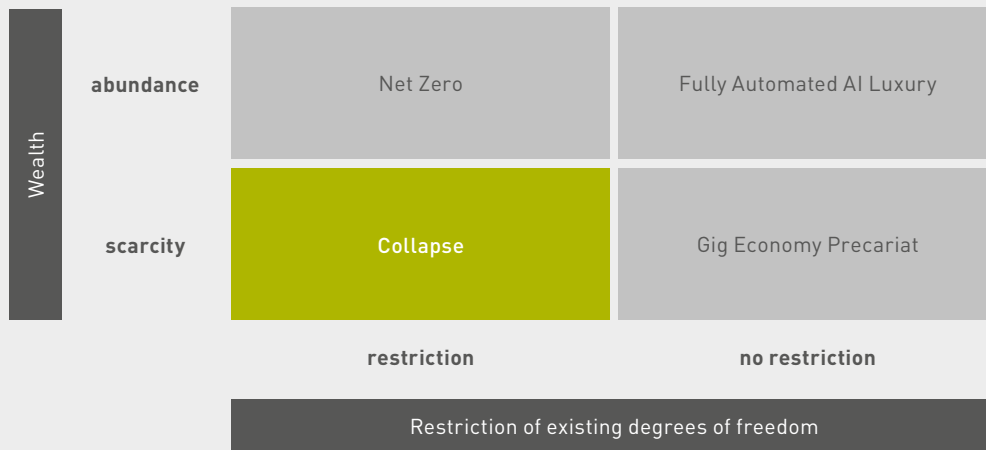 Wealth
abundance
Net Zero
Fully Automated AI Luxury
scarcity
Collapse
Gig Economy Precariat
restriction
no restriction
Restriction of existing degrees of freedom